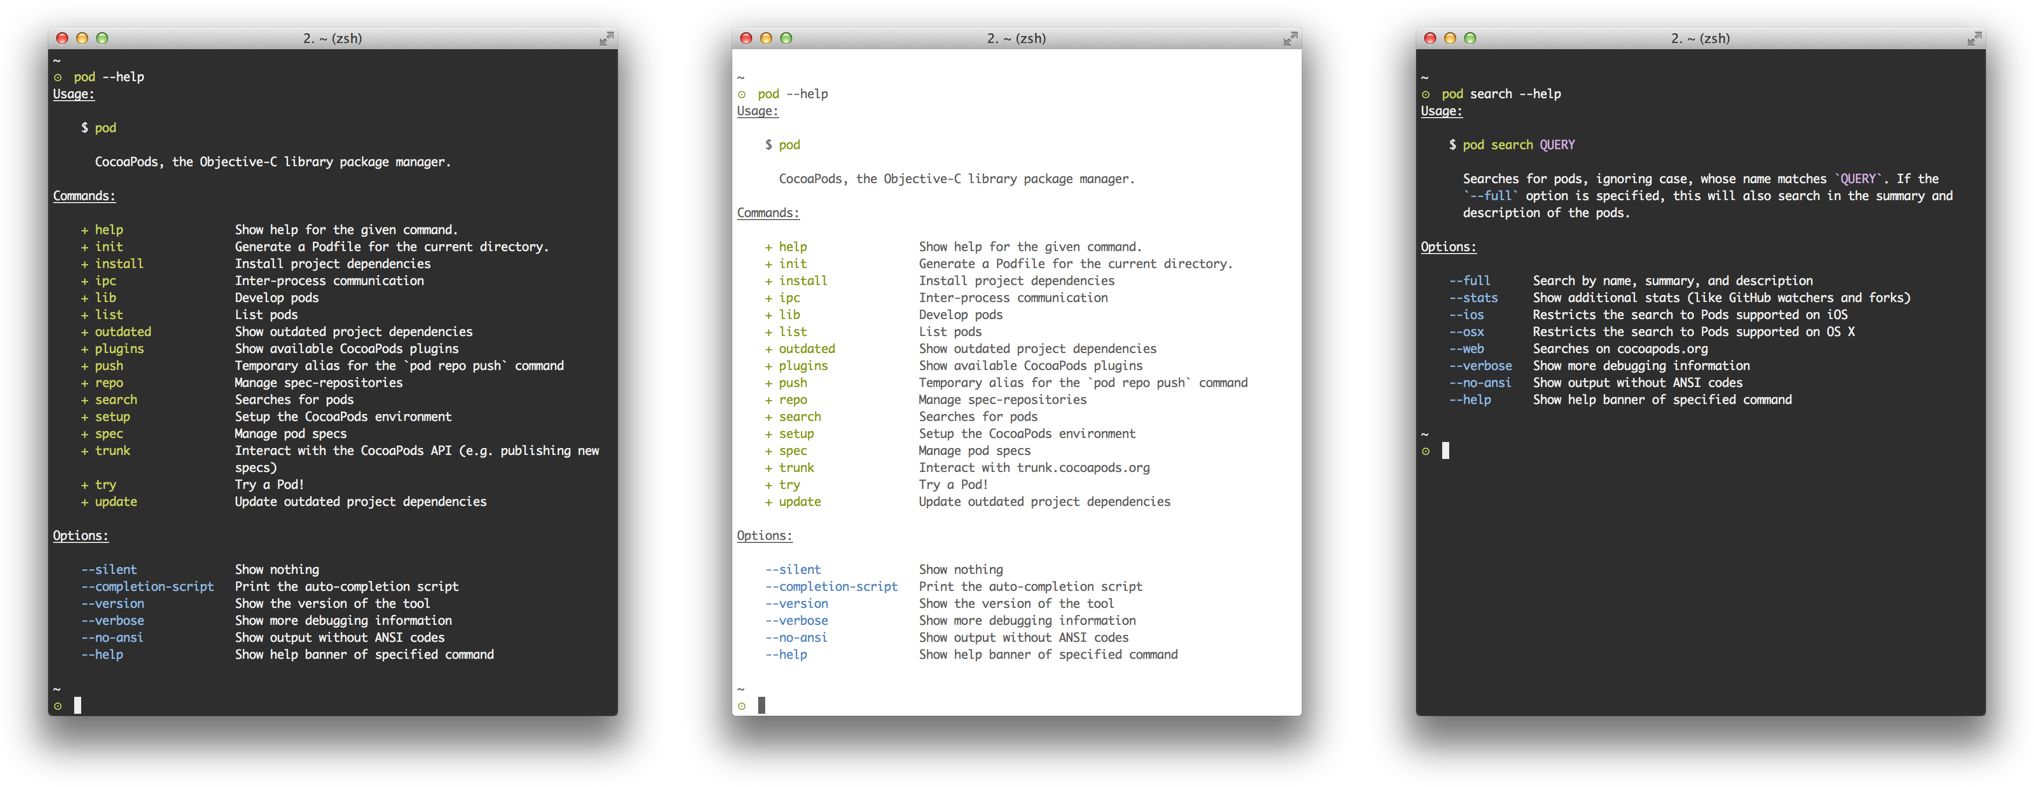 2. ~ (zsh)
~
⊙ pod --help
Usage:
$ pod
CocoaPods, the Objective-C library package manager.
Commands:
+ help Show help for the given command.
+ init Generate a Podfile for the current directory.
+ install Install project dependencies
+ ipc Inter-process communication
+ lib Develop pods
+ list List pods
+ outdated Show outdated project dependencies
+ plugins Show available CocoaPods plugins
+ push Temporary alias for the `pod repo push` command
+ repo Manage spec-repositories
+ search Searches for pods
+ setup Setup the CocoaPods environment
+ spec Manage pod specs
+ trunk Interact with the CocoaPods API (e.g. publishing new
specs)
+ try Try a Pod!
+ update Update outdated project dependencies
Options:
--silent Show nothing
--completion-script Print the auto-completion script
--version Show the version of the tool
--verbose Show more debugging information
--no-ansi Show output without ANSI codes
--help Show help banner of specified command
~
⊙
2. ~ (zsh)
~
⊙ pod --help
Usage:
$ pod
CocoaPods, the Objective-C library package manager.
Commands:
+ help Show help for the given command.
+ init Generate a Podfile for the current directory.
+ install Install project dependencies
+ ipc Inter-process communication
+ lib Develop pods
+ list List pods
+ outdated Show outdated project dependencies
+ plugins Show available CocoaPods plugins
+ push Temporary alias for the `pod repo push` command
+ repo Manage spec-repositories
+ search Searches for pods
+ setup Setup the CocoaPods environment
+ spec Manage pod specs
+ trunk Interact with trunk.cocoapods.org
+ try Try a Pod!
+ update Update outdated project dependencies
Options:
--silent Show nothing
--completion-script Print the auto-completion script
--version Show the version of the tool
--verbose Show more debugging information
--no-ansi Show output without ANSI codes
--help Show help banner of specified command
~
⊙
2. ~ (zsh)
~
⊙ pod search --help
Usage:
$ pod search QUERY
Searches for pods, ignoring case, whose name matches `QUERY`. If the
`--full` option is specified, this will also search in the summary and
description of the pods.
Options:
--full Search by name, summary, and description
--stats Show additional stats (like GitHub watchers and forks)
--ios Restricts the search to Pods supported on iOS
--osx Restricts the search to Pods supported on OS X
--web Searches on cocoapods.org
--verbose Show more debugging information
--no-ansi Show output without ANSI codes
--help Show help banner of specified command
~
⊙